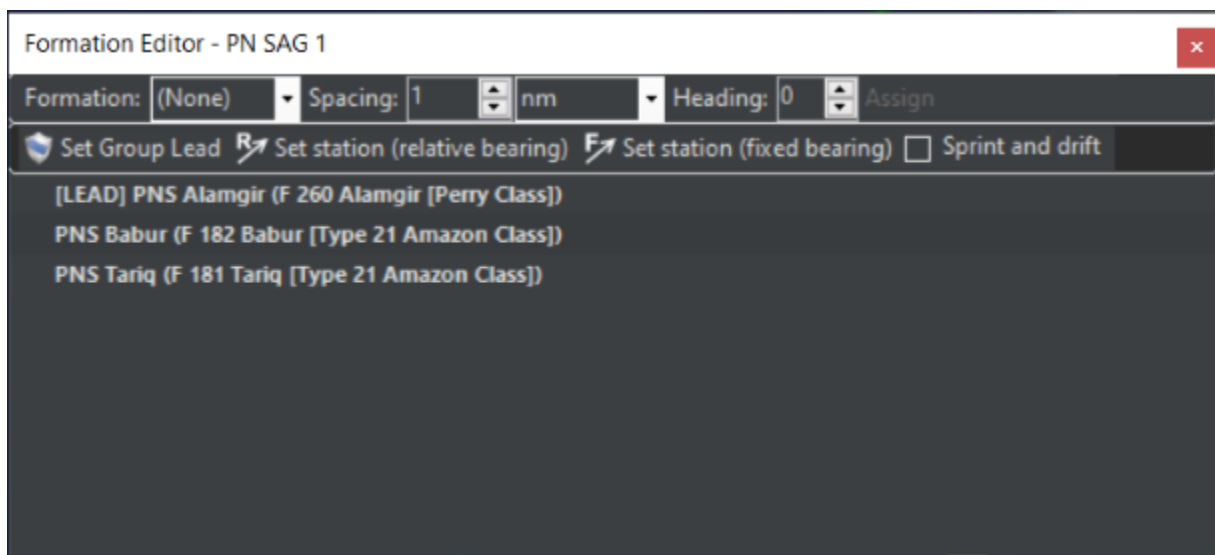 Formation Editor - PN SAG 1
Formation: (None) Spacing: 1 nm Heading: 0 Assign
Set Group Lead R Set station (relative bearing) F Set station (fixed bearing) Sprint and drift
[LEAD] PNS Alamgir (F 260 Alamgir [Perry Class])
PNS Babur (F 182 Babur [Type 21 Amazon Class])
PNS Tariq (F 181 Tariq [Type 21 Amazon Class])